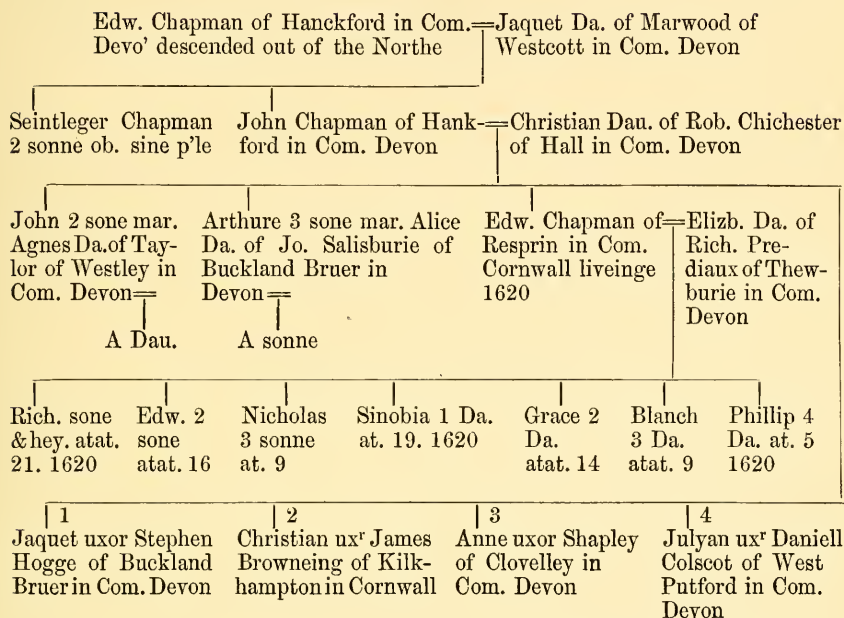 Edw. Chapman of Hanckford in Com.
Devo' descended out of the Northe
Jaquet Da. of Marwood of
Westcott in Com. Devon
Seintleger Chapman
2 sonne ob. sine p'le
John Chapman of Hank-
ford in Com. Devon
Christian Dau. of Rob. Chichester
of Hall in Com. Devon
John 2 sone mar.
Agnes Da. of Tay-
lor of Westley in
Com. Devon
A Dau.
Arthure 3 sone mar. Alice
Da. of Jo. Salisburie of
Buckland Bruer in
Devon
A sonne
Edw. Chapman of
Resprin in Com.
Cornwall liveinge
1620
Elizb. Da. of
Rich. Pre-
diaux of Thew-
burie in Com.
Devon
Rich. sone
& hey. atat.
21. 1620
Edw. 2
sone
atat. 16
Nicholas
3 sonne
at. 9
Sinobia 1 Da.
at. 19. 1620
Grace 2
Da.
atat. 14
Blanch
3 Da.
atat. 9
Phillip 4
Da. at. 5
1620
1
Jaquet uxor Stephen
Hogge of Buckland
Bruer in Com. Devon
2
Christian uxʳ James
Browneing of Kilk-
hampton in Cornwall
3
Anne uxor Shapley
of Clovelley in
Com. Devon
4
Julyan uxʳ Daniell
Colscot of West
Putford in Com.
Devon